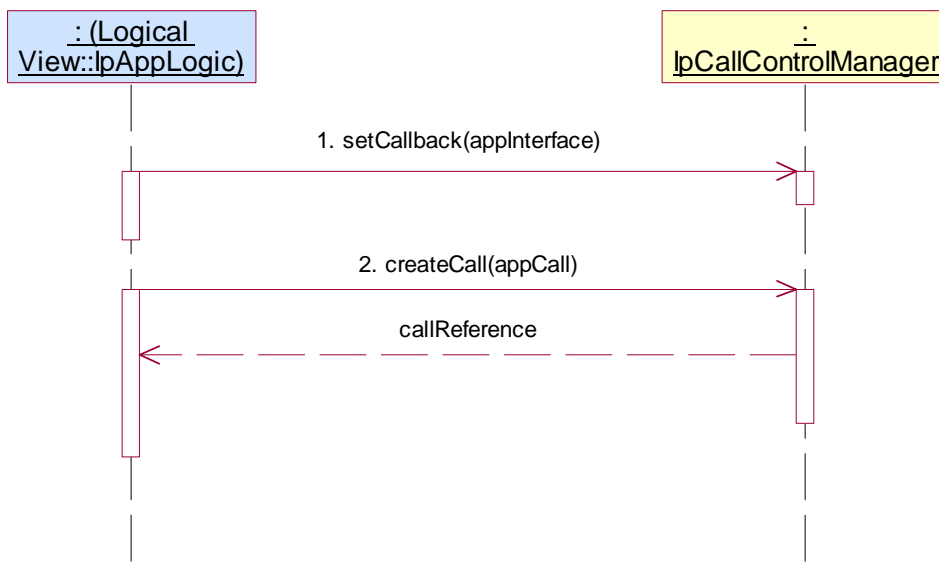 : (Logical
View::IpAppLogic)
:
IpCallControlManager
1. setCallback(appInterface)
2. createCall(appCall)
callReference